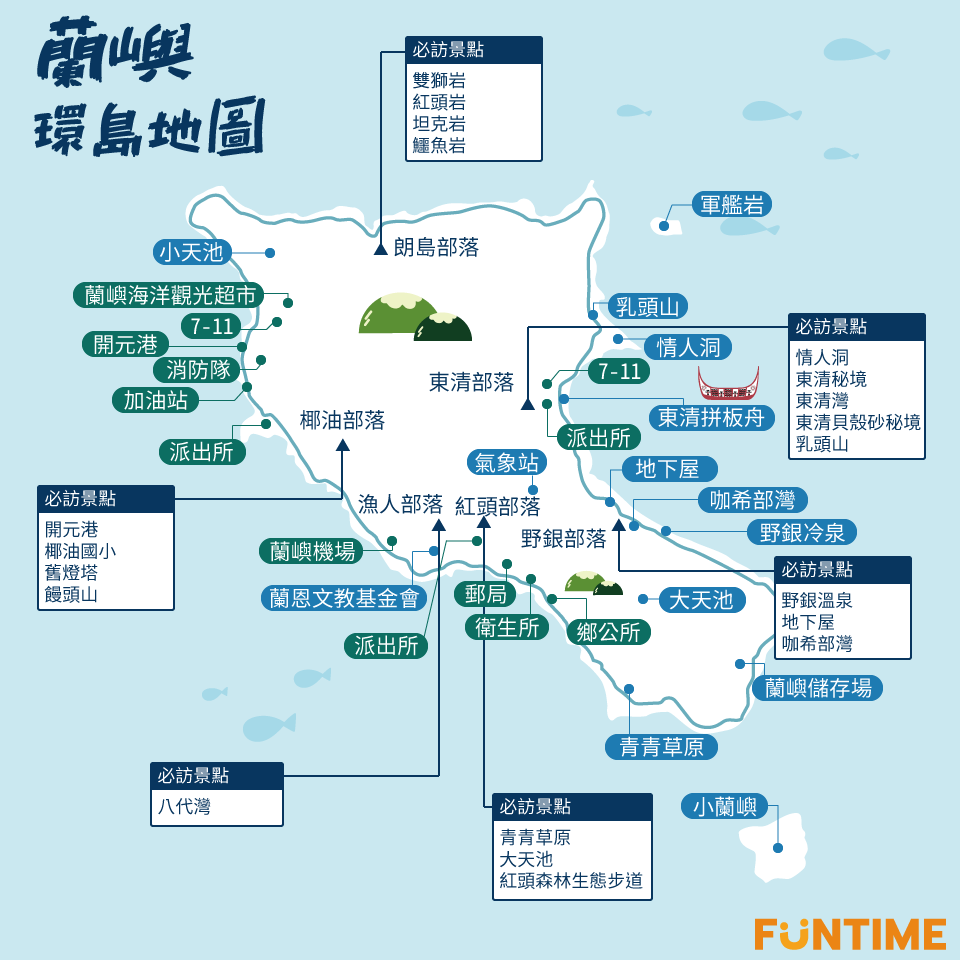 蘭嶼
環島地圖
必訪景點
雙獅岩
紅頭岩
坦克岩
鱷魚岩
軍艦岩
朗島部落
小天池
蘭嶼海洋觀光超市
7-11
開元港
消防隊
加油站
派出所
乳頭山
情人洞
7-11
東清拼板舟
派出所
東清部落
必訪景點
情人洞
東清秘境
東清灣
東清貝殼砂秘境
乳頭山
椰油部落
氣象站
地下屋
咖希部灣
野銀冷泉
必訪景點
開元港
椰油國小
舊燈塔
饅頭山
漁人部落
紅頭部落
野銀部落
蘭嶼機場
蘭恩文教基金會
派出所
郵局
衛生所
鄉公所
大天池
必訪景點
野銀溫泉
地下屋
咖希部灣
蘭嶼儲存場
青青草原
必訪景點
八代灣
必訪景點
青青草原
大天池
紅頭森林生態步道
小蘭嶼
FUNTIME